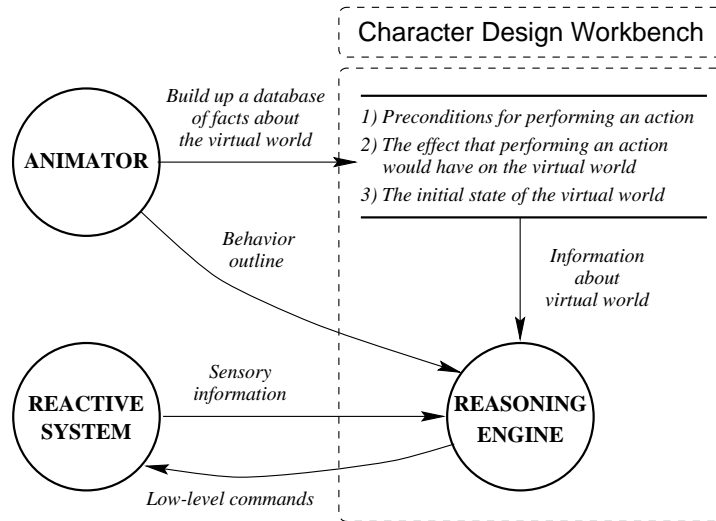 Character Design Workbench
Build up a database
of facts about
the virtual world
ANIMATOR
1) Preconditions for performing an action
2) The effect that performing an action
would have on the virtual world
3) The initial state of the virtual world
Behavior
outline
Information
about
virtual world
Sensory
information
REACTIVE
SYSTEM
REASONING
ENGINE
Low-level commands